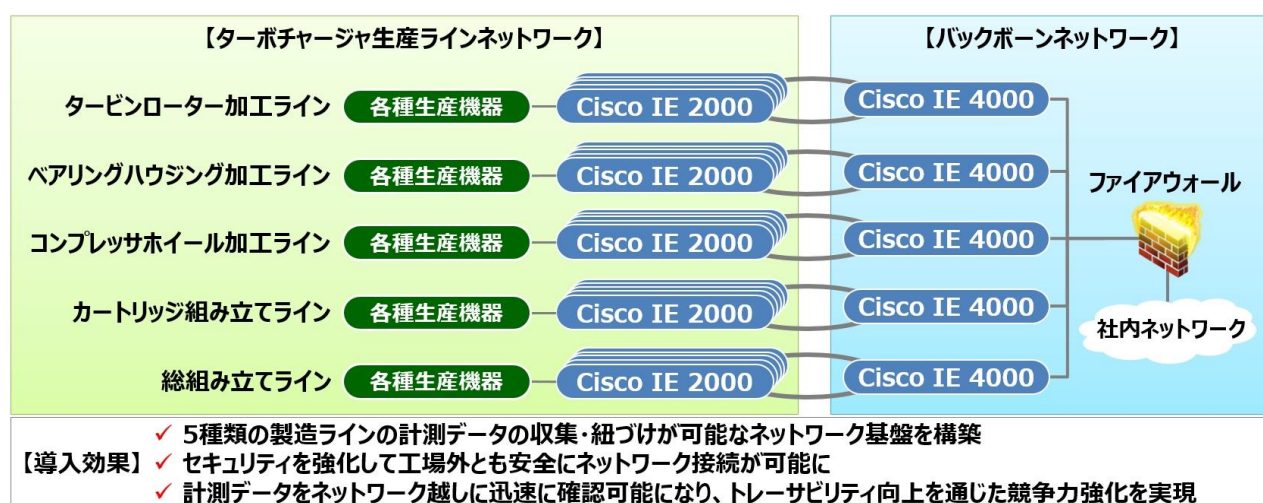 【ターボチャージャ生産ラインネットワーク】
【バックボーンネットワーク】
タービンローター加工ライン 各種生産機器 Cisco IE 2000 Cisco IE 4000
ベアリングハウジング加工ライン 各種生産機器 Cisco IE 2000 Cisco IE 4000
ファイアウォール
コンプレッサホイール加工ライン 各種生産機器 Cisco IE 2000 Cisco IE 4000
カートリッジ組み立てライン 各種生産機器 Cisco IE 2000 Cisco IE 4000
社内ネットワーク
総組み立てライン 各種生産機器 Cisco IE 2000 Cisco IE 4000
✓ 5種類の製造ラインの計測データの収集・紐づけが可能なネットワーク基盤を構築
【導入効果】 ✓ セキュリティを強化して工場外とも安全にネットワーク接続が可能に
✓ 計測データをネットワーク越しに迅速に確認可能になり、トレーサビリティ向上を通じた競争力強化を実現